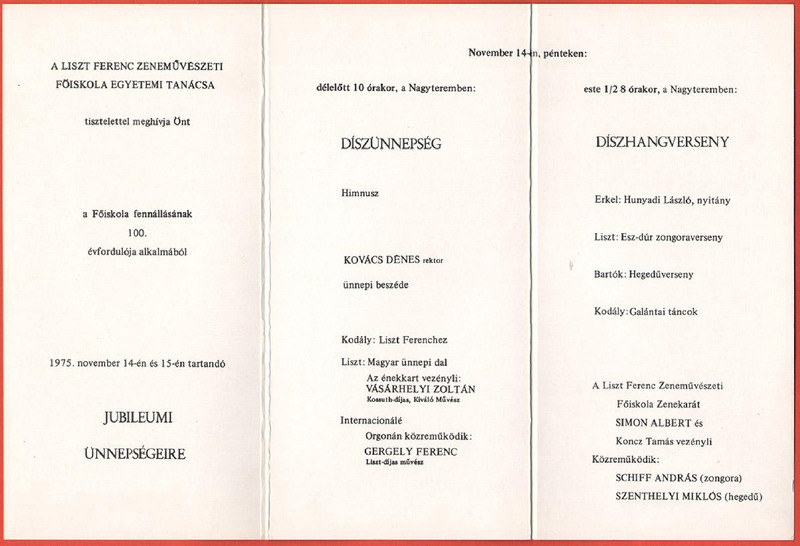 A LISZT FERENC ZENEMŰVÉSZETI
FŐISKOLA EGYETEMI TANÁCSA
tisztelettel meghívja Önt
a Főiskola fennállásának
100.
évfordulója alkalmából
1975. november 14-én és 15-én tartandó
JUBILEUMI
ÜNNEPSÉGEIRE
November 14-én, pénteken:
délelőtt 10 órakor, a Nagyteremben:
DÍSZÜNNEPSÉG
Himnusz
KOVÁCS DÉNES rektor
ünnepi beszéde
Kodály: Liszt Ferenchez
Liszt: Magyar ünnepi dal
Az énekkart vezényli:
VÁSÁRHELYI ZOLTÁN
Kossuth-díjas, Kiváló Művész
Internacionálé
Orgonán közreműködik:
GERGELY FERENC
Liszt-díjas művész
este 1/2 8 órakor, a Nagyteremben:
DÍSZHANGVERSENY
Erkel: Hunyadi László, nyitány
Liszt: Esz-dúr zongoraverseny
Bartók: Hegedűverseny
Kodály: Galántai táncok
A Liszt Ferenc Zeneművészeti
Főiskola Zenekarát
SIMON ALBERT és
Koncz Tamás vezényli
Közreműködik:
SCHIFF ANDRÁS (zongora)
SZENTHELYI MIKLÓS (hegedű)